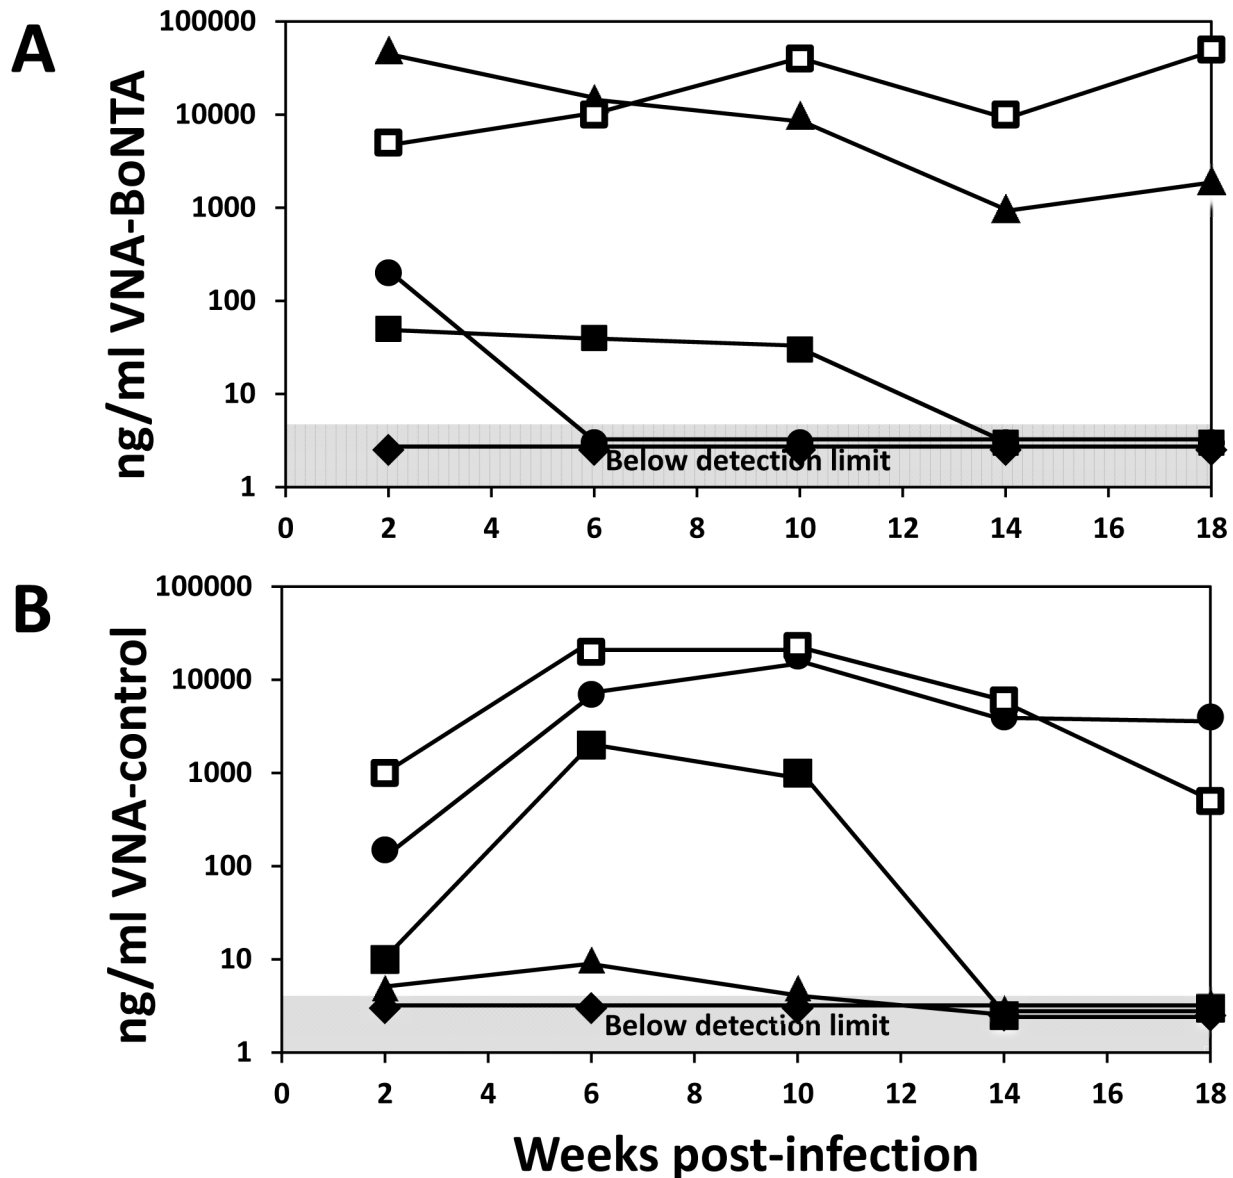 A
ng/ml VNA-BoNTA
100000
10000
1000
100
10
1
Below detection limit
0 2 4 6 8 10 12 14 16 18
B
ng/ml VNA-control
100000
10000
1000
100
10
1
Below detection limit
0 2 4 6 8 10 12 14 16 18
Weeks post-infection